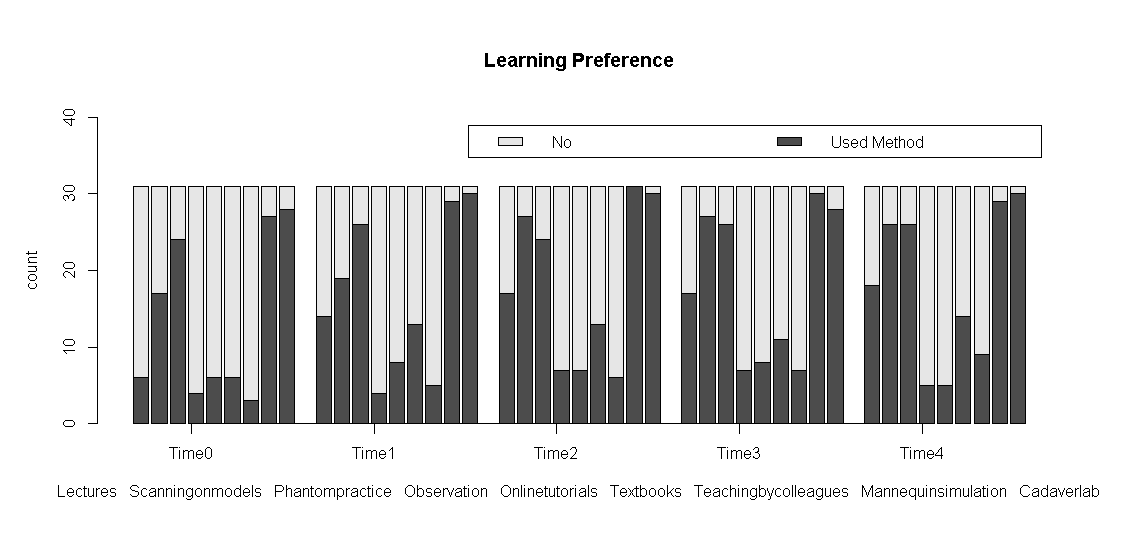 Learning Preference
No Used Method
40
30
20
10
0
count
Time0 Time1 Time2 Time3 Time4
Lectures Scanningonmodels Phantompractice Observation Onlinetutorials Textbooks Teachingbycolleagues Mannequinsimulation Cadaverlab